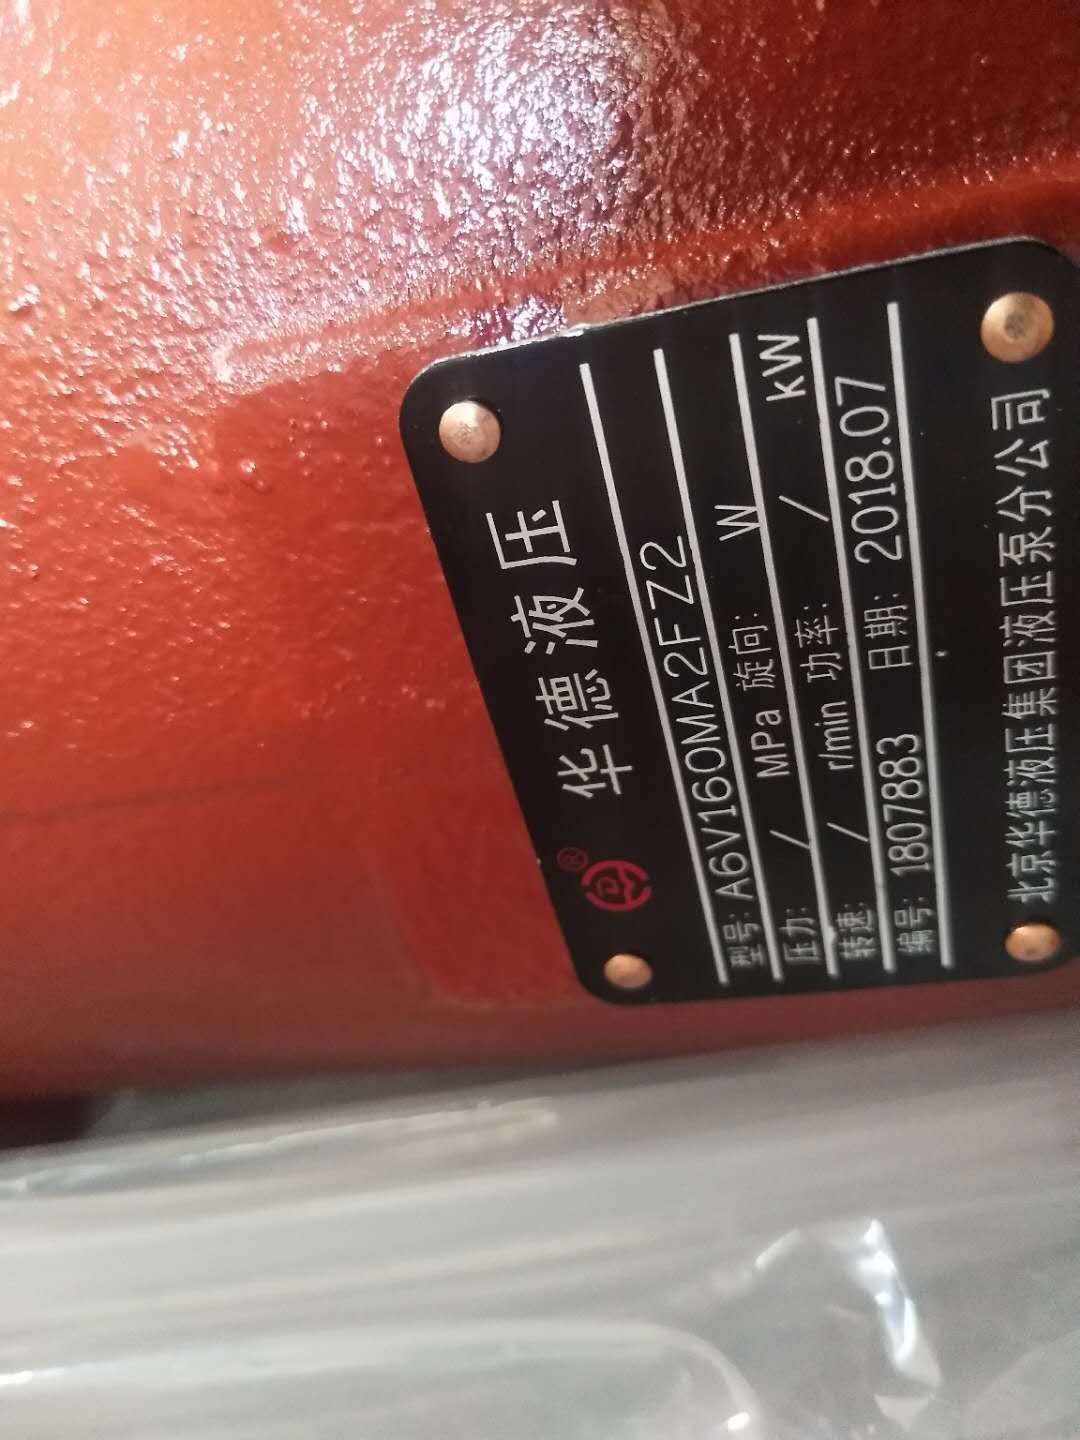 ® 华德液压
型号: A6V160MA2FZ2
压力: / MPa 旋向: W
转速: / r/min 功率: / kW
编号: 1807883 日期: 2018.07
北京华德液压集团液压泵分公司